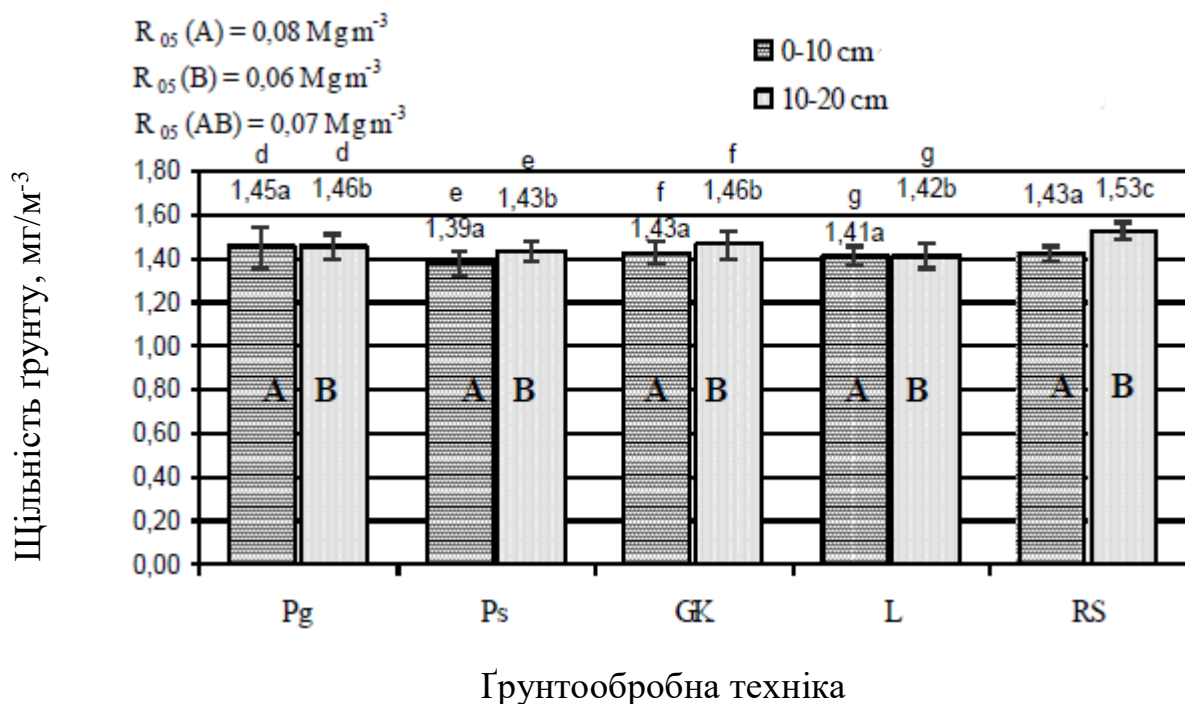 R 05 (A) = 0,08 Mg m-3
R 05 (B) = 0,06 Mg m-3
R 05 (AB) = 0,07 Mg m-3
0-10 cm
10-20 cm
Щільність ґрунту, мг/м-3
d d e f g
1,45a 1,46b e 1,43b f 1,46b g 1,42b 1,43a 1,53c
1,39a 1,43a 1,41a
1,80
1,60
1,40
1,20
1,00
0,80
0,60
0,40
0,20
0,00
A B A B A B A B A B
Pg Ps GK L RS
Ґрунтообробна техніка